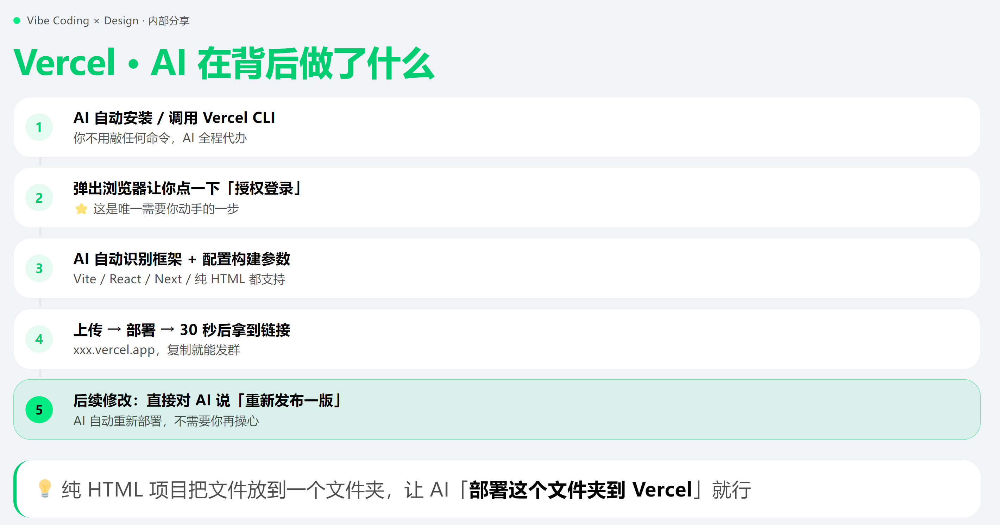 Vibe Coding × Design · 内部分享
Vercel · AI 在背后做了什么
1
AI 自动安装 / 调用 Vercel CLI
你不用敲任何命令，AI 全程代办
2
弹出浏览器让你点一下「授权登录」
⭐ 这是唯一需要你动手的一步
3
AI 自动识别框架 + 配置构建参数
Vite / React / Next / 纯 HTML 都支持
4
上传 → 部署 → 30 秒后拿到链接
xxx.vercel.app，复制就能发群
5
后续修改：直接对 AI 说「重新发布一版」
AI 自动重新部署，不需要你再操心
💡 纯 HTML 项目把文件放到一个文件夹，让 AI「部署这个文件夹到 Vercel」就行